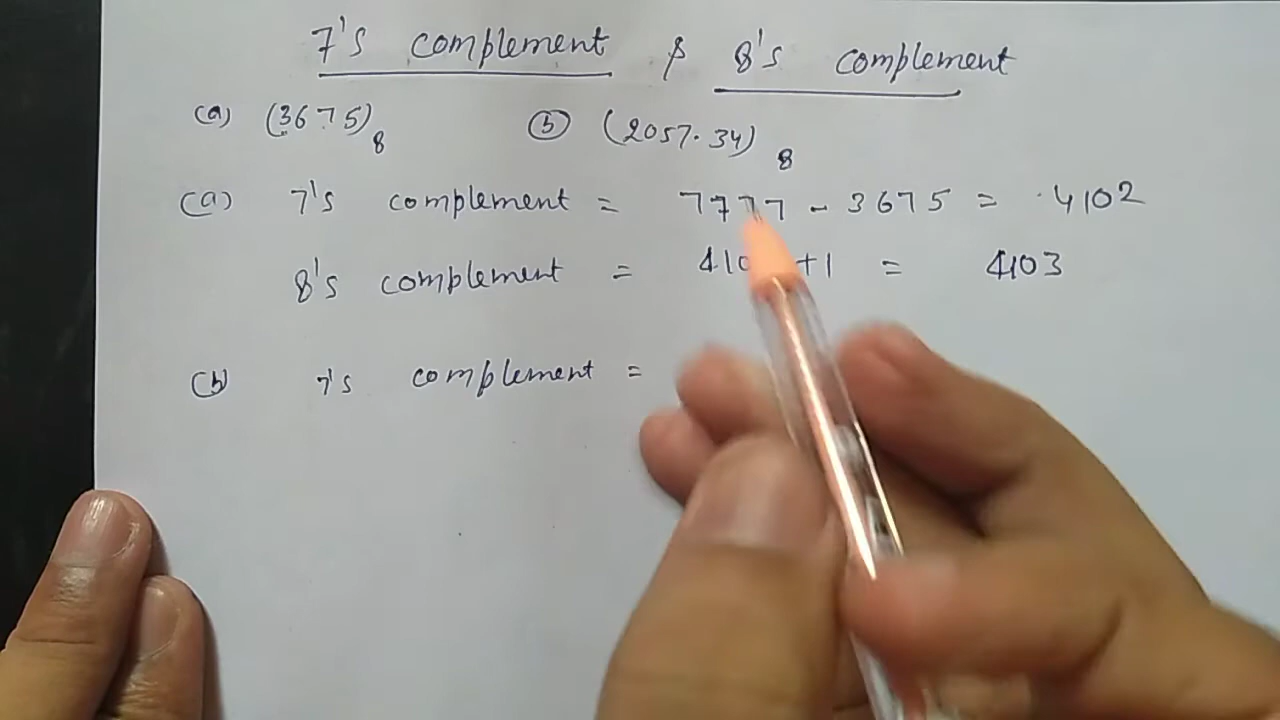 7's complement & 8's complement
(a) (3675)8 (b) (2057.34)8
(a) 7's complement = 7777 - 3675 = 4102
8's complement = 410 +1 = 4103
(b) 7's complement =